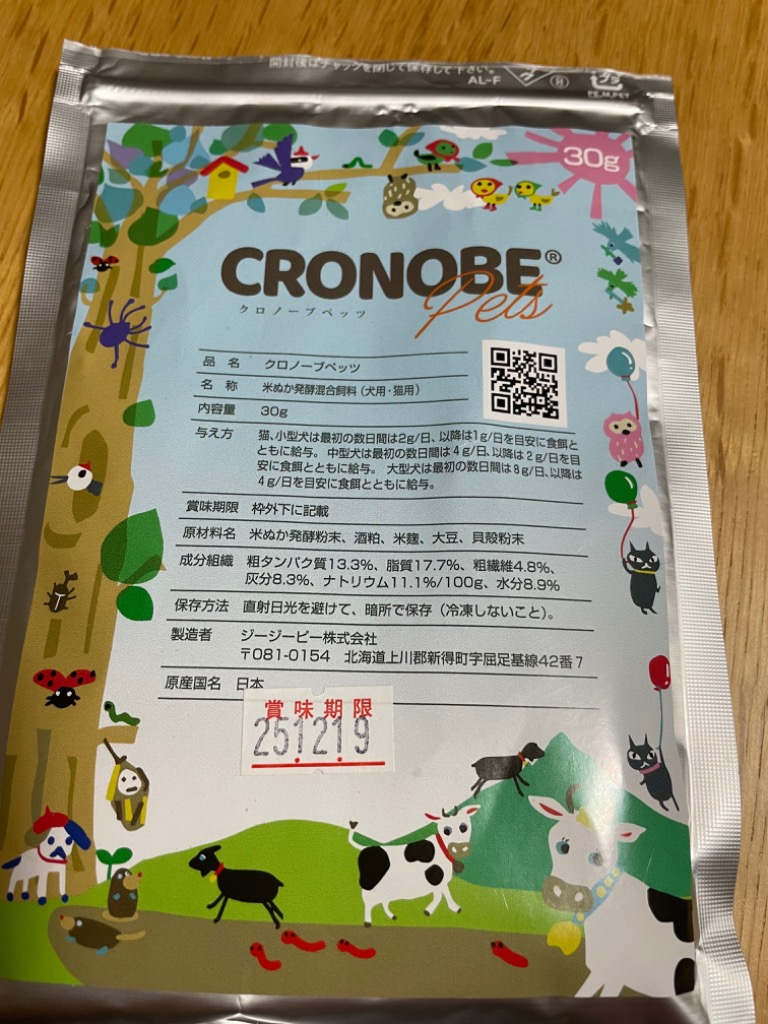 開封後はチャックを閉じて保存して下さい。
AL-F
プラ
PE,M,PET
30g
CRONOBE®
Pets
クロノーブペッツ
品 名 クロノーブペッツ
名 称 米ぬか発酵混合飼料(犬用・猫用)
内容量 30g
与え方 猫、小型犬は最初の数日間は2g/日、以降は1g/日を目安に食餌と
ともに給与。 中型犬は最初の数日間は4g/日、以降は2g/日を目
安に食餌とともに給与。 大型犬は最初の数日間は8g/日、以降は
4g/日を目安に食餌とともに給与。
賞味期限 枠外下に記載
原材料名 米ぬか発酵粉末、酒粕、米麹、大豆、貝殻粉末
成分組織 粗タンパク質13.3%、脂質17.7%、粗繊維4.8%、
灰分8.3%、ナトリウム11.1%/100g、水分8.9%
保存方法 直射日光を避けて、暗所で保存(冷凍しないこと)。
製造者 ジージーピー株式会社
〒081-0154 北海道上川郡新得町字屈足基線42番7
原産国名 日本
賞味期限
25.12.19